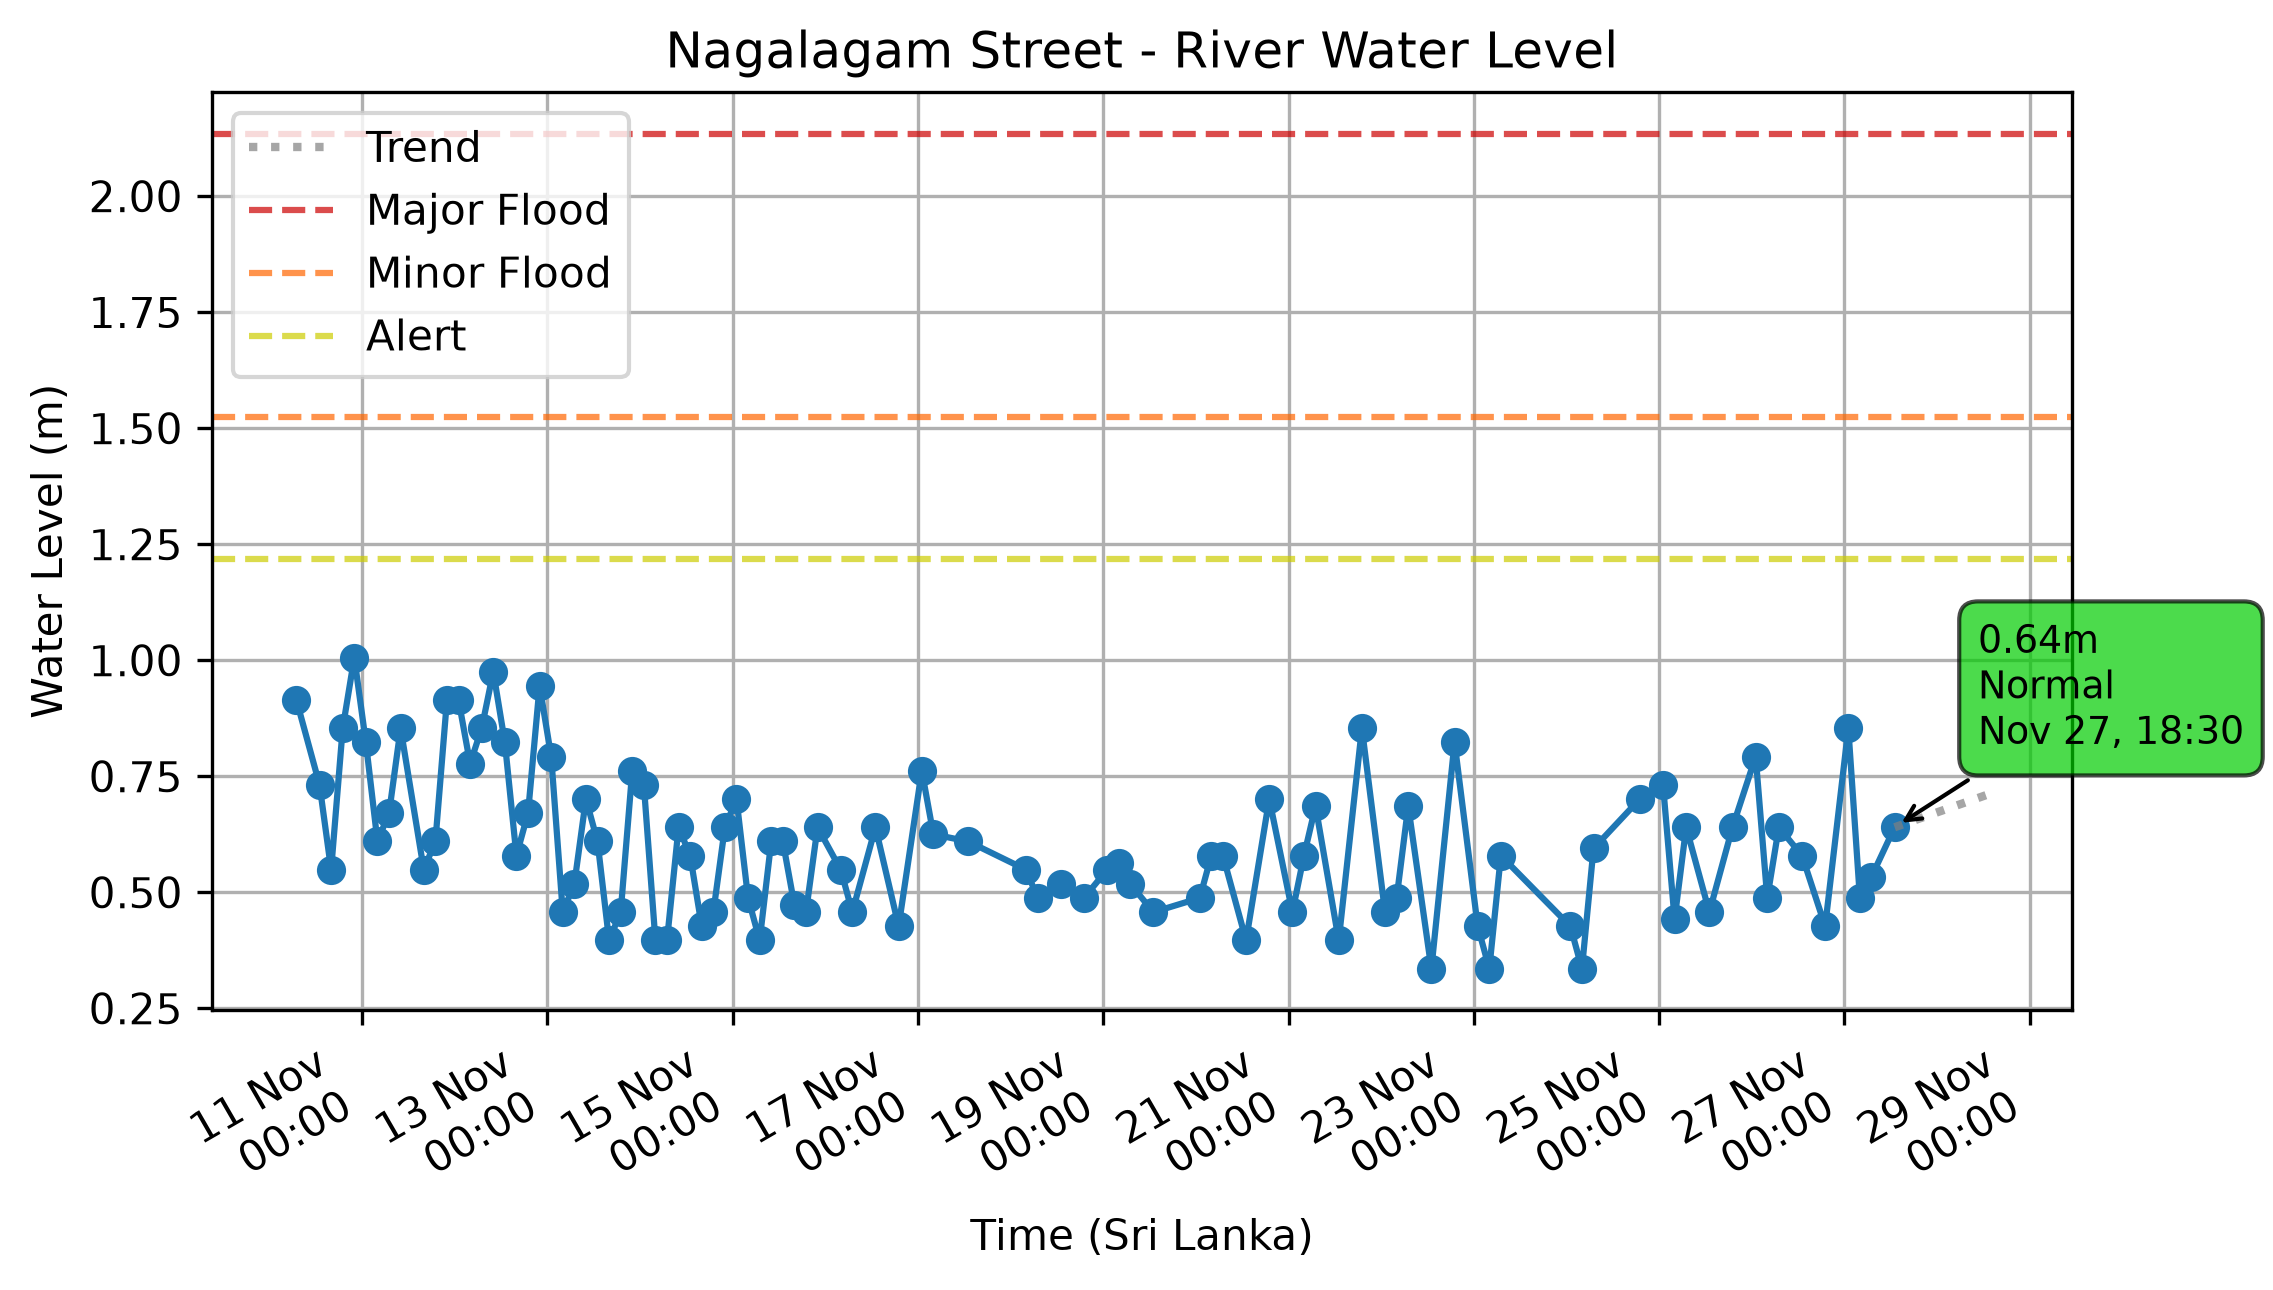 Nagalagam Street - River Water Level
Trend
Major Flood
Minor Flood
Alert
Water Level (m)
2.00
1.75
1.50
1.25
1.00
0.75
0.50
0.25
0.64m
Normal
Nov 27, 18:30
11 Nov
00:00
13 Nov
00:00
15 Nov
00:00
17 Nov
00:00
19 Nov
00:00
21 Nov
00:00
23 Nov
00:00
25 Nov
00:00
27 Nov
00:00
29 Nov
00:00
Time (Sri Lanka)